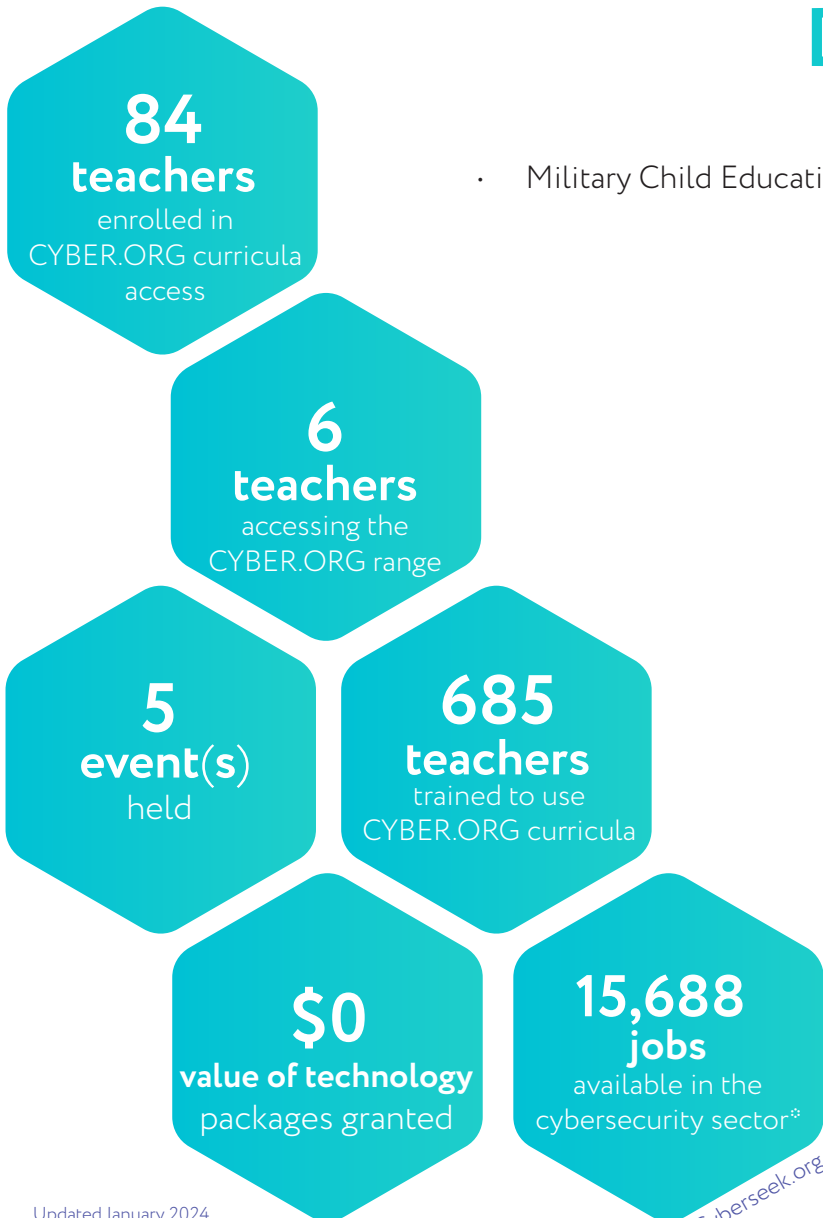 84
teachers
enrolled in
CYBER.ORG curricula
access
• Military Child Educati
6
teachers
accessing the
CYBER.ORG range
5
event(s)
held
685
teachers
trained to use
CYBER.ORG curricula
$0
value of technology
packages granted
15,688
jobs
available in the
cybersecurity sector*
Updated January 2024
yberseek.org